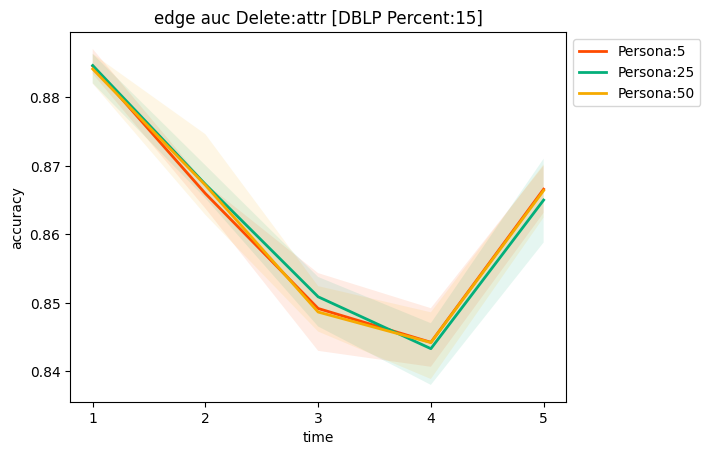 edge auc Delete:attr [DBLP Percent:15]
Persona:5
Persona:25
Persona:50
accuracy
0.88
0.87
0.86
0.85
0.84
1 2 3 4 5
time